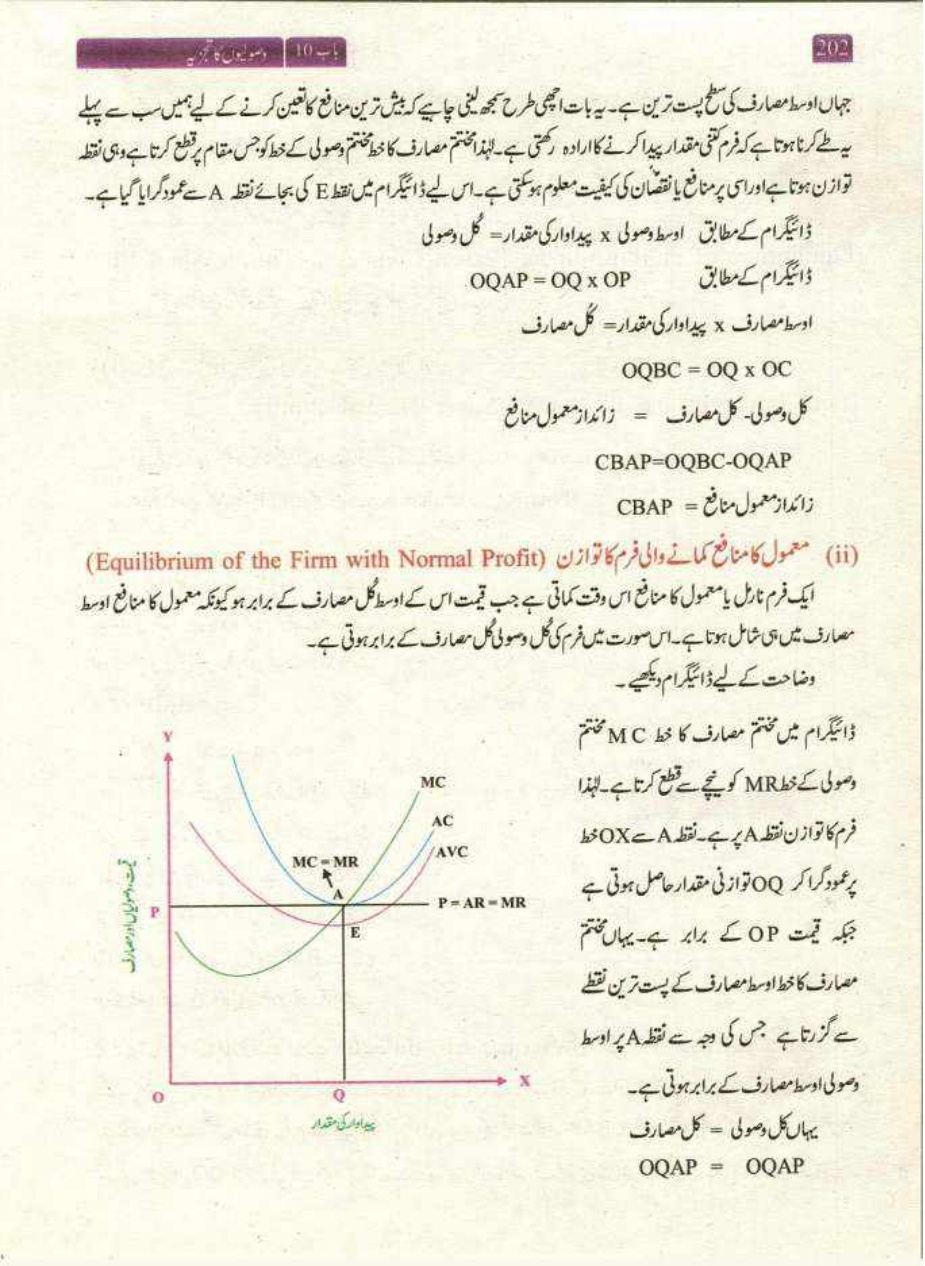 202
باب 10 وصولیوں کا تجزیہ
جہاں اوسط مصارف کی سطح پست ترین ہے۔ یہ بات اچھی طرح سمجھ لینی چاہیے کہ بیش ترین منافع کا تعین کرنے کے لیے ہمیں سب سے پہلے
یہ طے کرنا ہوتا ہے کہ فرم کتنی مقدار پیدا کرنے کا ارادہ رکھتی ہے۔ لہٰذا مختتم مصارف کا خط مختتم وصولی کے خط کو جس مقام پر قطع کرتا ہے وہی نقطہ
توازن ہوتا ہے اور اسی پر منافع یا نقصان کی کیفیت معلوم ہو سکتی ہے۔ اس لیے ڈائیگرام میں نقطہ E کی بجائے نقطہ A سے عمود گرایا گیا ہے۔
ڈائیگرام کے مطابق اوسط وصولی x پیداوار کی مقدار = کُل وصولی
ڈائیگرام کے مطابق OQAP = OQ x OP
اوسط مصارف x پیداوار کی مقدار = کُل مصارف
OQBC = OQ x OC
کل وصولی - کل مصارف = زائد از معمول منافع
CBAP=OQBC-OQAP
زائد از معمول منافع = CBAP
(ii) معمول کا منافع کمانے والی فرم کا توازن (Equilibrium of the Firm with Normal Profit)
ایک فرم نارمل یا معمول کا منافع اس وقت کماتی ہے جب قیمت اس کے اوسط کُل مصارف کے برابر ہو کیونکہ معمول کا منافع اوسط
مصارف میں ہی شامل ہوتا ہے۔ اس صورت میں فرم کی کُل وصولی کُل مصارف کے برابر ہوتی ہے۔
وضاحت کے لیے ڈائیگرام دیکھیے۔
ڈائیگرام میں مختتم مصارف کا خط MC مختتم
وصولی کے خط MR کو نیچے سے قطع کرتا ہے۔ لہٰذا
فرم کا توازن نقطہ A پر ہے۔ نقطہ A سے OX خط
پر عمود گرا کر OQ توازنی مقدار حاصل ہوتی ہے
جبکہ قیمت OP کے برابر ہے۔ یہاں مختتم
مصارف کا خط اوسط مصارف کے پست ترین نقطے
سے گزرتا ہے جس کی وجہ سے نقطہ A پر اوسط
وصولی اوسط مصارف کے برابر ہوتی ہے۔
یہاں کل وصولی = کل مصارف
OQAP = OQAP
Y
MC
AC
AVC
MC = MR
A
P = AR = MR
P
E
قیمت، وصولیاں اور مصارف
O
Q
X
پیداوار کی مقدار